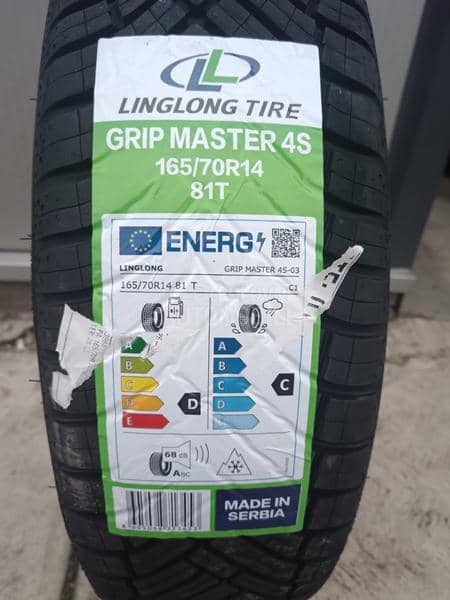 LINGLONG TIRE
GRIP MASTER 4S
165/70R14
81T
ENERG
LINGLONG
GRIP MASTER 4S-03
165/70R14 81 T
C1
A
B
C
D
E
D
A
B
C
D
E
C
68 dB
ABC
MADE IN
SERBIA